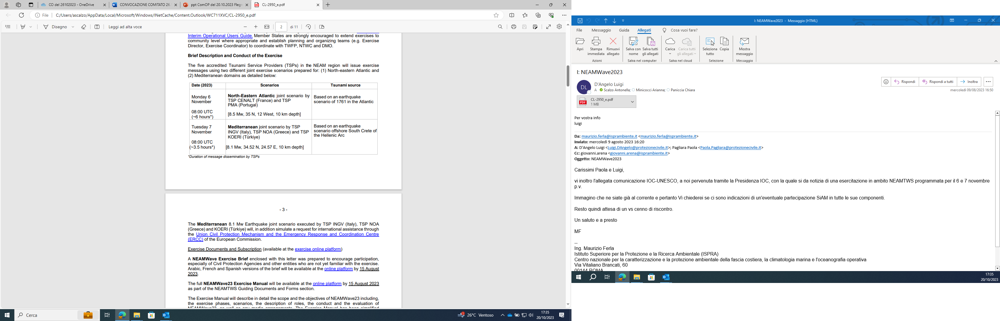 CO del 26102023 - OneDrive
CONVOCAZIONE COMITATO 26.
ppt ComOP del 20.10.2023 Flegr
CL-2950_e.pdf
File
C:/Users/ascalzo/AppData/Local/Microsoft/Windows/INetCache/Content.Outlook/WC711XVC/CL-2950_e.pdf
Disegno
Leggi ad alta voce
2 di 11
Interim Operational Users Guide. Member States are strongly encouraged to extend exercises to
community level where appropriate and establish planning and organizing teams (e.g. Exercise
Director, Exercise Coordinator) to coordinate with TWFP, NTWC and DMO.
Brief Description and Conduct of the Exercise
The five accredited Tsunami Service Providers (TSPs) in the NEAM region will issue exercise
messages using two different joint exercise scenarios prepared for: (1) North-eastern Atlantic and
(2) Mediterranean domains as detailed below:
Date (2023)
Scenarios
Tsunami source
Monday 6
November
08:00 UTC
(~6 hours*)
North-Eastern Atlantic joint scenario by
TSP CENALT (France) and TSP
PMA (Portugal)
[8.5 Mw, 35 N, 12 West, 10 km depth]
Based on an earthquake
scenario of 1761 in the Atlantic
Tuesday 7
November
08:00 UTC
(~3.5 hours*)
Mediterranean joint scenario by TSP
INGV (Italy), TSP NOA (Greece) and TSP
KOERI (Türkiye)
[8.1 Mw, 34.52 N, 24.57 E, 10 km depth]
Based on an earthquake
scenario offshore South Crete of
the Hellenic Arc
*Duration of message dissemination by TSPs
- 3 -
The Mediterranean 8.1 Mw Earthquake joint scenario executed by TSP INGV (Italy), TSP NOA
(Greece) and KOERI (Türkiye) will, in addition simulate a request for international assistance through
the Union Civil Protection Mechanism and the Emergency Response and Coordination Centre
(ERCC) of the European Commission.
Exercise Documents and Subscription (available at the exercise online platform)
A NEAMWave Exercise Brief enclosed with this letter was prepared to encourage participation,
especially of Civil Protection Agencies and other entities who are not yet familiar with the exercise.
Arabic, French and Spanish versions of the brief will be available at the online platform by 15 August
2023.
The full NEAMWave23 Exercise Manual will be available at the online platform by 15 August 2023
as part of the NEAMTWS Guiding Documents and Forms section.
The Exercise Manual will describe in detail the scope and the objectives of NEAMWave23 including,
the exercise phases, scenarios, the description of roles, the conduct and the evaluation of
Cerca
26°C Ventoso
17:35
20/10/2023
I: NEAMWave2023 - Messaggio (HTML)
File
Messaggio
Guida
Allegati
Cosa vuoi fare?
Apri
Stampa immediata
Rimuovi allegato
Salva con nome
Salva tutti gli allegati
Carica
Carica tutti gli allegati
Seleziona tutto
Copia
Mostra messaggio
Azioni
Salva nel computer
Salva nel cloud
Selezione
Messaggio
I: NEAMWave2023
DL
D'Angelo Luigi
A Scalzo Antonella; Minicocci Arianna; Paniccia Chiara
Rispondi
Rispondi a tutti
Inoltra
mercoledì 09/08/2023 16:50
PDF
CL-2950_e.pdf
1 MB
Per vostra info
luigi
Da: maurizio.ferla@isprambiente.it <maurizio.ferla@isprambiente.it>
Inviato: mercoledì 9 agosto 2023 16:20
A: D'Angelo Luigi <Luigi.DAngelo@protezionecivile.it>; Pagliara Paola <Paola.Pagliara@protezionecivile.it>
Cc: giovanni.arena <giovanni.arena@isprambiente.it>
Oggetto: NEAMWave2023
Carissimi Paola e Luigi,
vi inoltro l'allegata comunicazione IOC-UNESCO, a noi pervenuta tramite la Presidenza IOC, con la quale si da notizia di una esercitazione in ambito NEAMTWS programmata per il 6 e 7 novembre
p.v.
Immagino che ne siate già al corrente e pertanto Vi chiederei se ci sono indicazioni di un'eventuale partecipazione SiAM in tutte le sue componenti.
Resto quindi attesa di un vs cenno di riscontro.
Un saluto e a presto
MF
--
Ing. Maurizio Ferla
Istituto Superiore per la Protezione e la Ricerca Ambientale (ISPRA)
Centro nazionale per la caratterizzazione e la protezione ambientale della fascia costiera, la climatologia marina e l'oceanografia operativa
Via Vitaliano Brancati, 60
00144 ROMA
17:35
20/10/2023